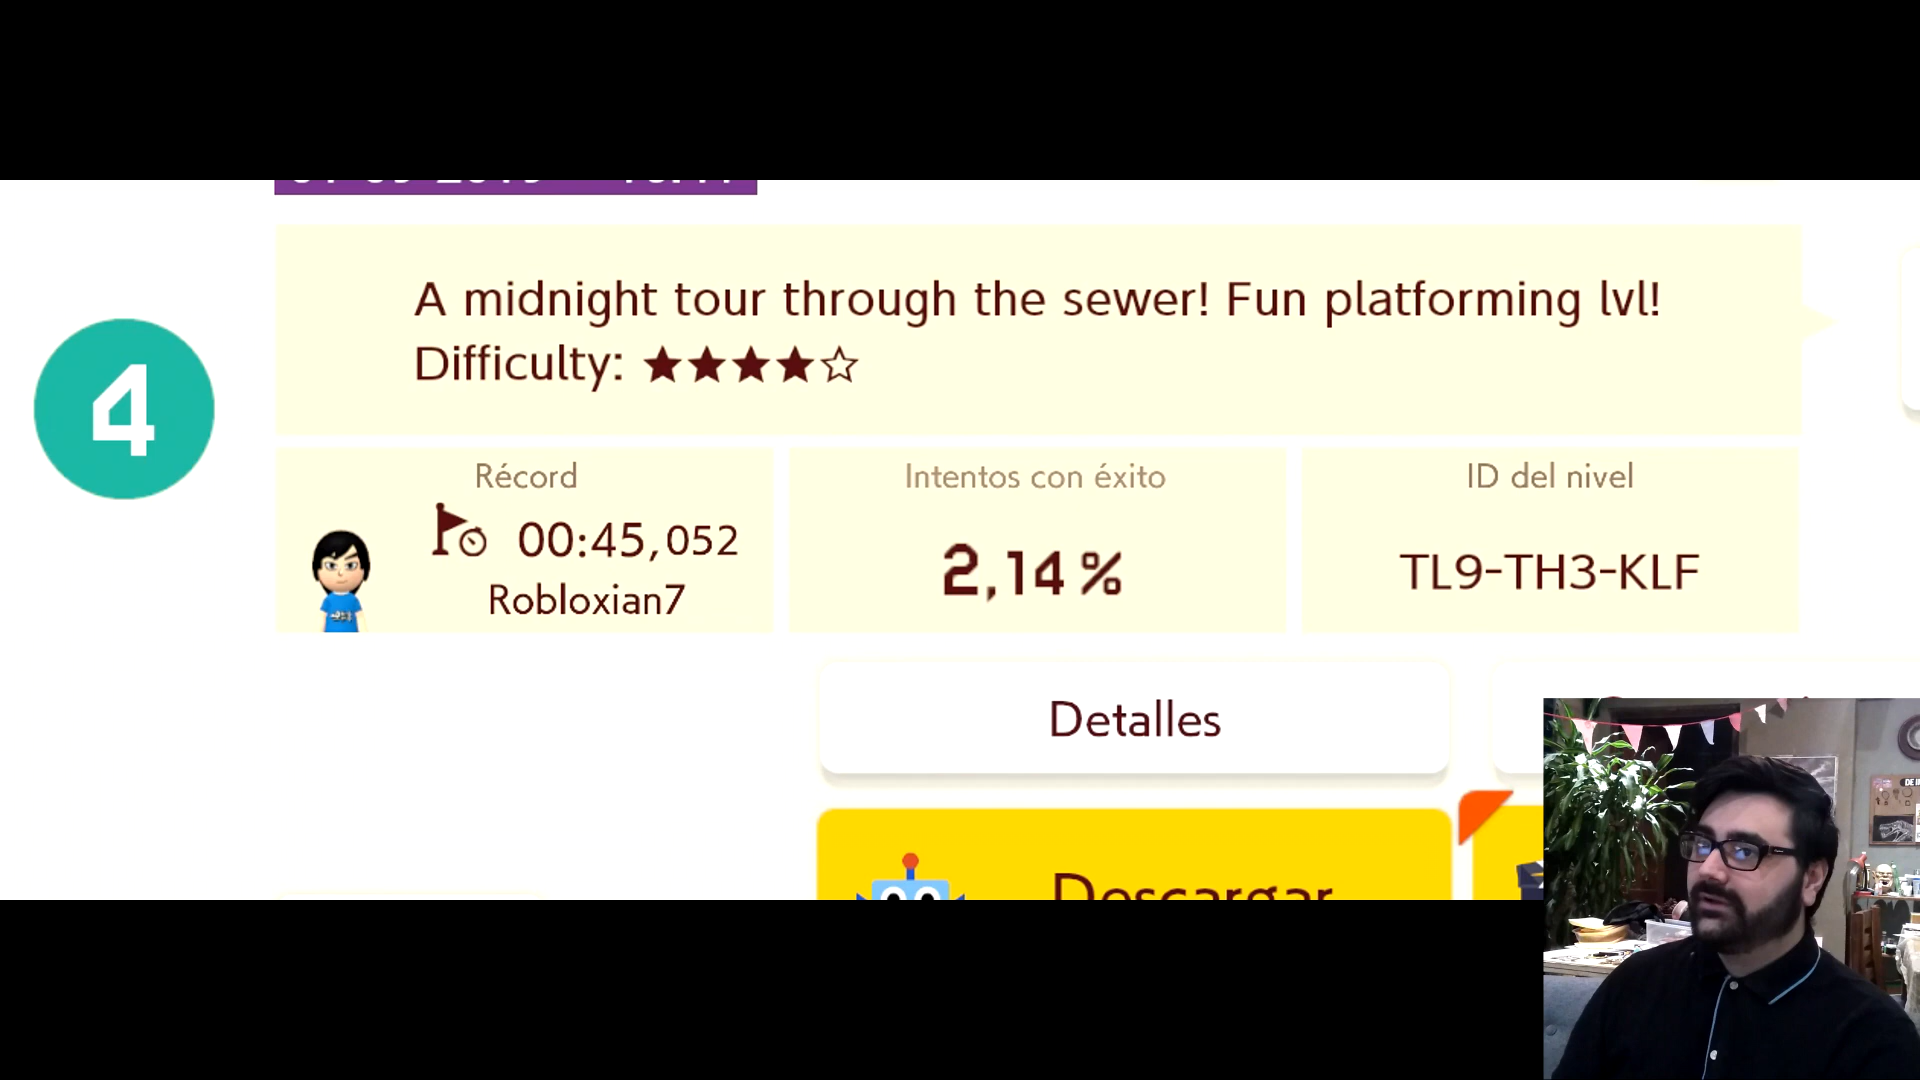 4
A midnight tour through the sewer! Fun platforming lvl!
Difficulty: ★★★★☆
Récord
00:45,052
Robloxian7
Intentos con éxito
2,14 %
ID del nivel
TL9-TH3-KLF
Detalles
Descargar